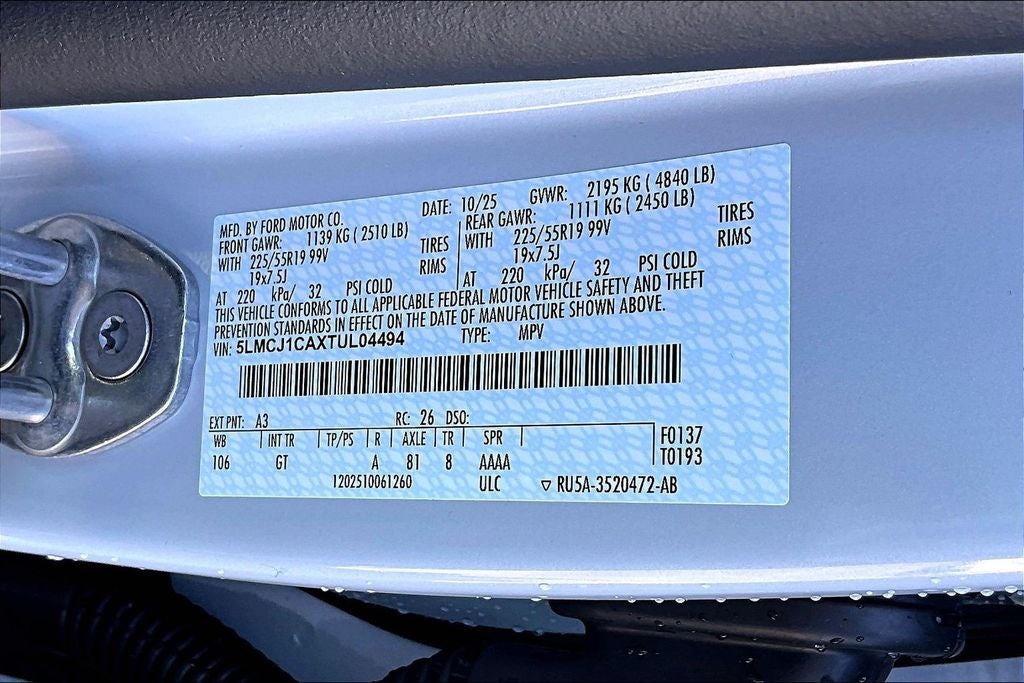 MFD. BY FORD MOTOR CO. DATE: 10/25 GVWR: 2195 KG ( 4840 LB)
FRONT GAWR: 1139 KG ( 2510 LB) REAR GAWR: 1111 KG ( 2450 LB)
WITH 225/55R19 99V TIRES WITH 225/55R19 99V TIRES
19x7.5J RIMS 19x7.5J RIMS
AT 220 kPa/ 32 PSI COLD AT 220 kPa/ 32 PSI COLD
THIS VEHICLE CONFORMS TO ALL APPLICABLE FEDERAL MOTOR VEHICLE SAFETY AND THEFT
PREVENTION STANDARDS IN EFFECT ON THE DATE OF MANUFACTURE SHOWN ABOVE.
VIN: 5LMCJ1CAXTUL04494 TYPE: MPV
EXT PNT: A3 RC: 26 DSO:
WB INT TR TP/PS R AXLE TR SPR F0137
106 GT A 81 8 AAAA T0193
1202510061260 ULC ▽ RU5A-3520472-AB